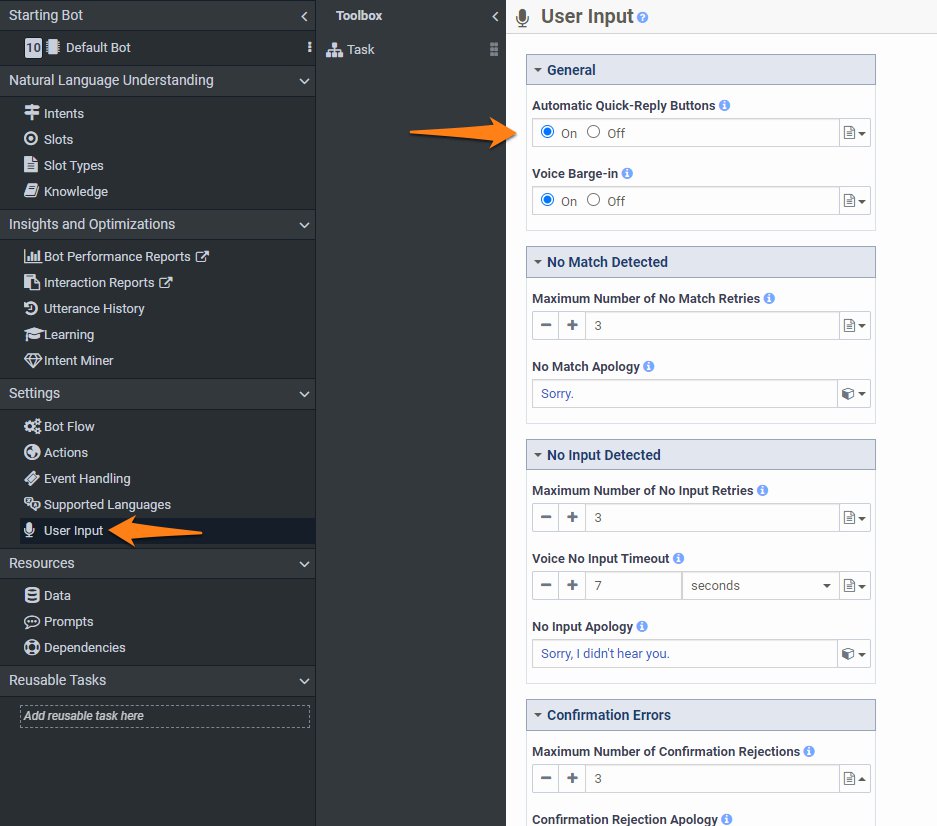 Starting Bot
10 Default Bot
Natural Language Understanding
Intents
Slots
Slot Types
Knowledge
Insights and Optimizations
Bot Performance Reports
Interaction Reports
Utterance History
Learning
Intent Miner
Settings
Bot Flow
Actions
Event Handling
Supported Languages
User Input
Resources
Data
Prompts
Dependencies
Reusable Tasks
Add reusable task here
Toolbox
Task
User Input
General
Automatic Quick-Reply Buttons
On Off
Voice Barge-in
On Off
No Match Detected
Maximum Number of No Match Retries
3
No Match Apology
Sorry.
No Input Detected
Maximum Number of No Input Retries
3
Voice No Input Timeout
7 seconds
No Input Apology
Sorry, I didn't hear you.
Confirmation Errors
Maximum Number of Confirmation Rejections
3
Confirmation Rejection Apology